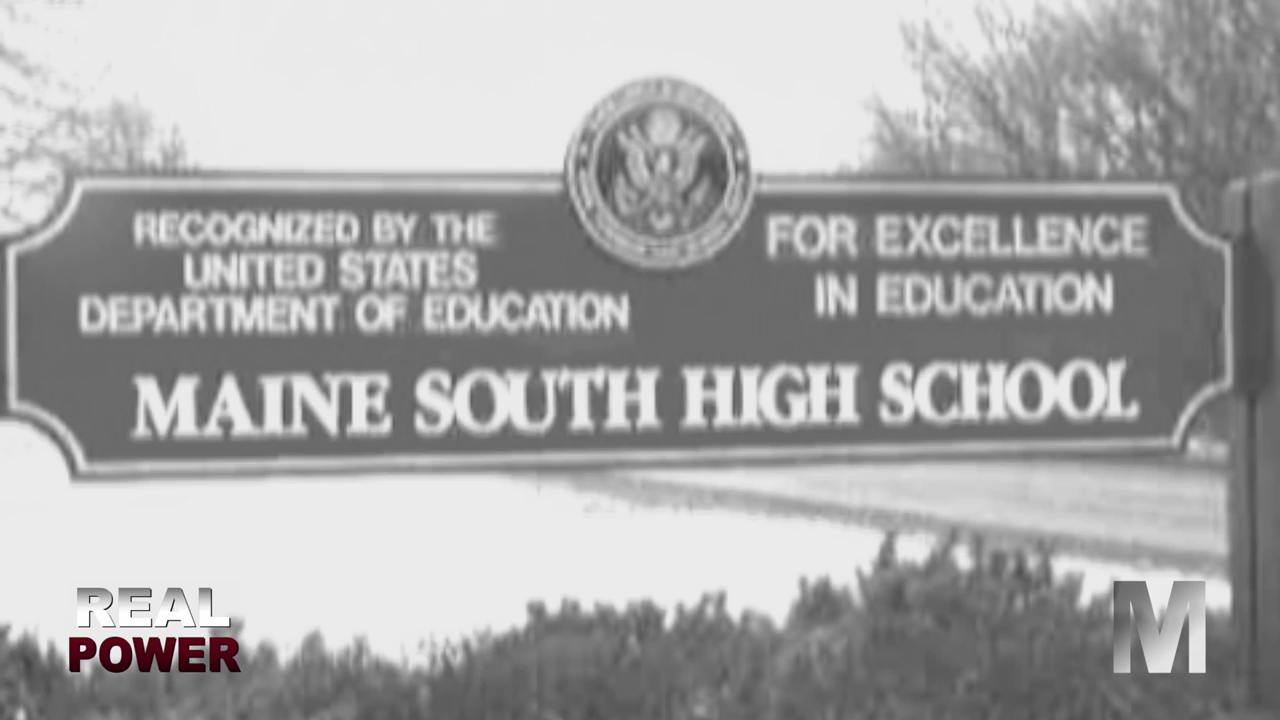 RECOGNIZED BY THE
UNITED STATES
DEPARTMENT OF EDUCATION
FOR EXCELLENCE
IN EDUCATION
MAINE SOUTH HIGH SCHOOL
REAL
POWER
M